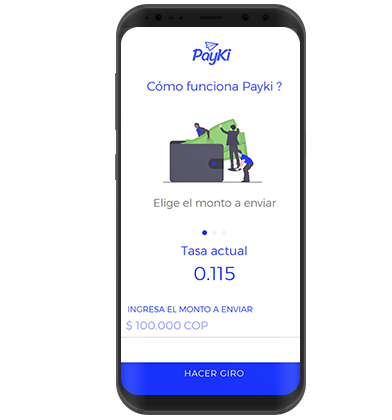 PayKi
Cómo funciona Payki ?
Elige el monto a enviar
Tasa actual
0.115
INGRESA EL MONTO A ENVIAR
$ 100.000 COP
HACER GIRO